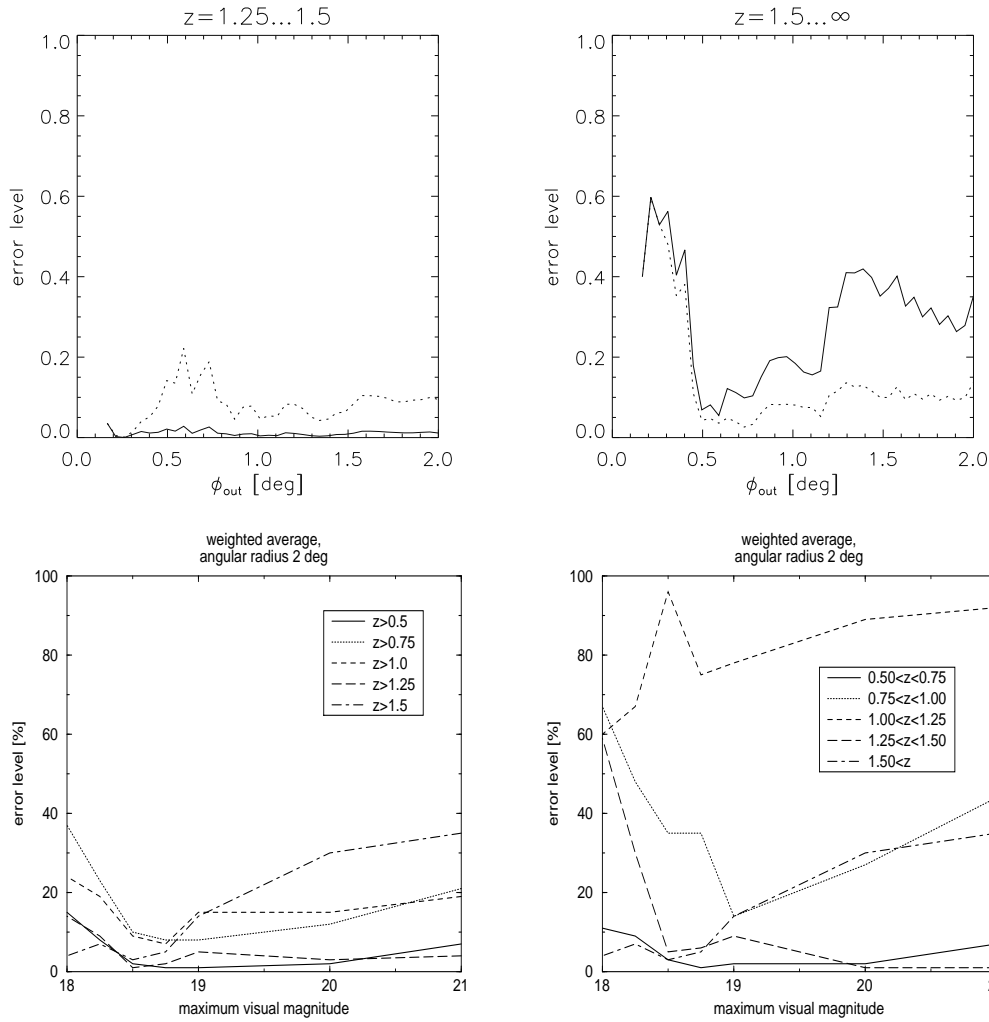 z=1.25...1.5
1.0
0.8
0.6
0.4
0.2
0.0
error level
0.0 0.5 1.0 1.5 2.0
ϕout [deg]
z=1.5...∞
1.0
0.8
0.6
0.4
0.2
0.0
error level
0.0 0.5 1.0 1.5 2.0
ϕout [deg]
weighted average,
angular radius 2 deg
100
80
60
40
20
0
error level [%]
z>0.5
z>0.75
z>1.0
z>1.25
z>1.5
18 19 20 21
maximum visual magnitude
weighted average,
angular radius 2 deg
100
80
60
40
20
0
error level [%]
0.50<z<0.75
0.75<z<1.00
1.00<z<1.25
1.25<z<1.50
1.50<z
18 19 20
maximum visual magnitude